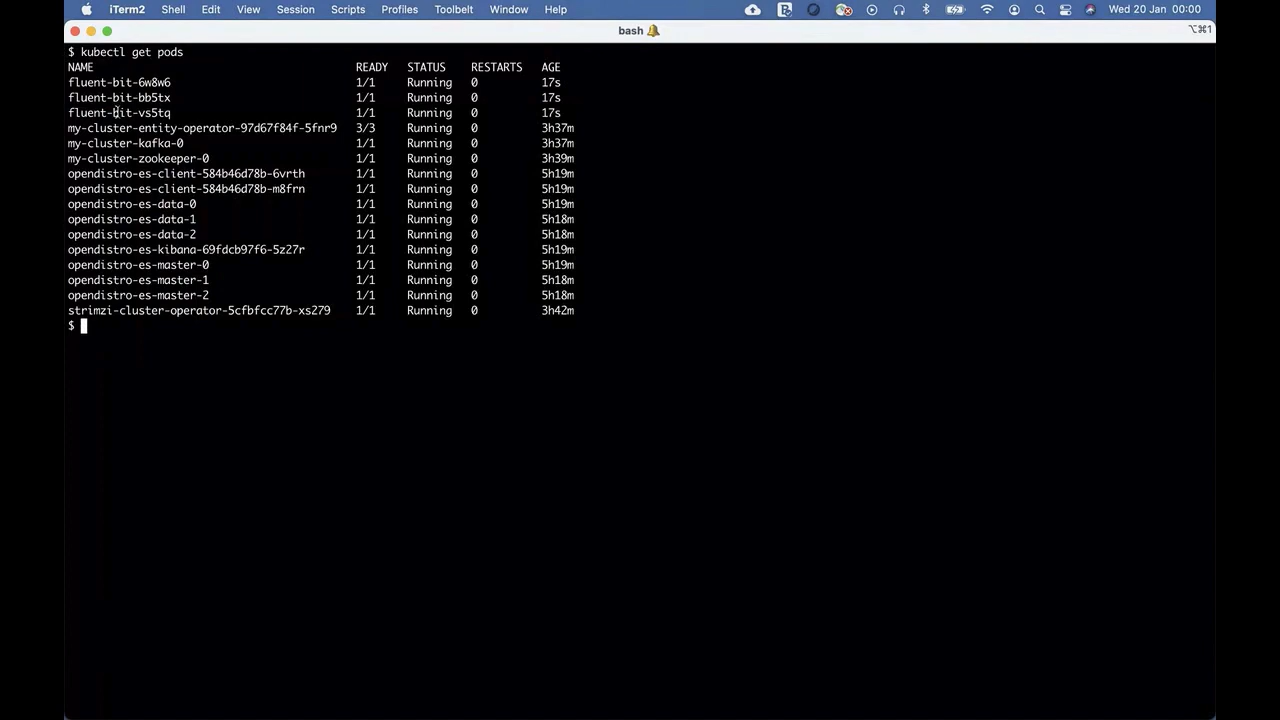 iTerm2 Shell Edit View Session Scripts Profiles Toolbelt Window Help Wed 20 Jan 00:00
bash ⌥⌘1
$ kubectl get pods
NAME READY STATUS RESTARTS AGE
fluent-bit-6w8w6 1/1 Running 0 17s
fluent-bit-bb5tx 1/1 Running 0 17s
fluent-bit-vs5tq 1/1 Running 0 17s
my-cluster-entity-operator-97d67f84f-5fnr9 3/3 Running 0 3h37m
my-cluster-kafka-0 1/1 Running 0 3h37m
my-cluster-zookeeper-0 1/1 Running 0 3h39m
opendistro-es-client-584b46d78b-6vrth 1/1 Running 0 5h19m
opendistro-es-client-584b46d78b-m8frn 1/1 Running 0 5h19m
opendistro-es-data-0 1/1 Running 0 5h19m
opendistro-es-data-1 1/1 Running 0 5h18m
opendistro-es-data-2 1/1 Running 0 5h18m
opendistro-es-kibana-69fdcb97f6-5z27r 1/1 Running 0 5h19m
opendistro-es-master-0 1/1 Running 0 5h19m
opendistro-es-master-1 1/1 Running 0 5h18m
opendistro-es-master-2 1/1 Running 0 5h18m
strimzi-cluster-operator-5cfbfcc77b-xs279 1/1 Running 0 3h42m
$